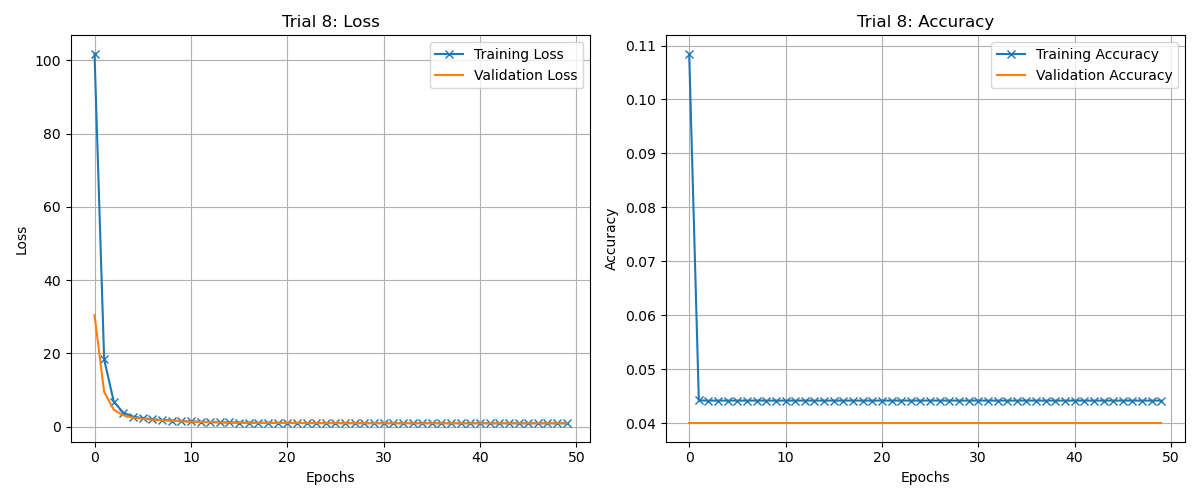 Trial 8: Loss
Training Loss
Validation Loss
100
80
60
40
20
0
Loss
0 10 20 30 40 50
Epochs
Trial 8: Accuracy
Training Accuracy
Validation Accuracy
0.11
0.10
0.09
0.08
0.07
0.06
0.05
0.04
Accuracy
0 10 20 30 40 50
Epochs